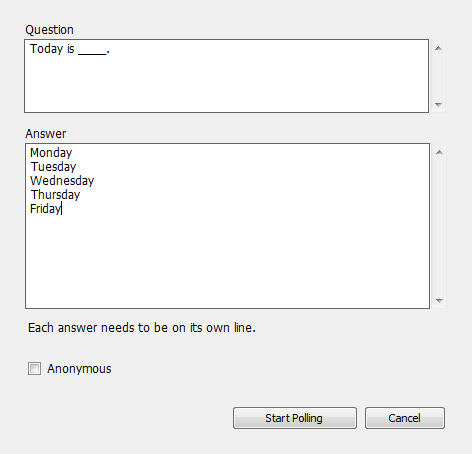 Question
Today is ____.
Answer
Monday
Tuesday
Wednesday
Thursday
Friday
Each answer needs to be on its own line.
Anonymous
Start Polling
Cancel